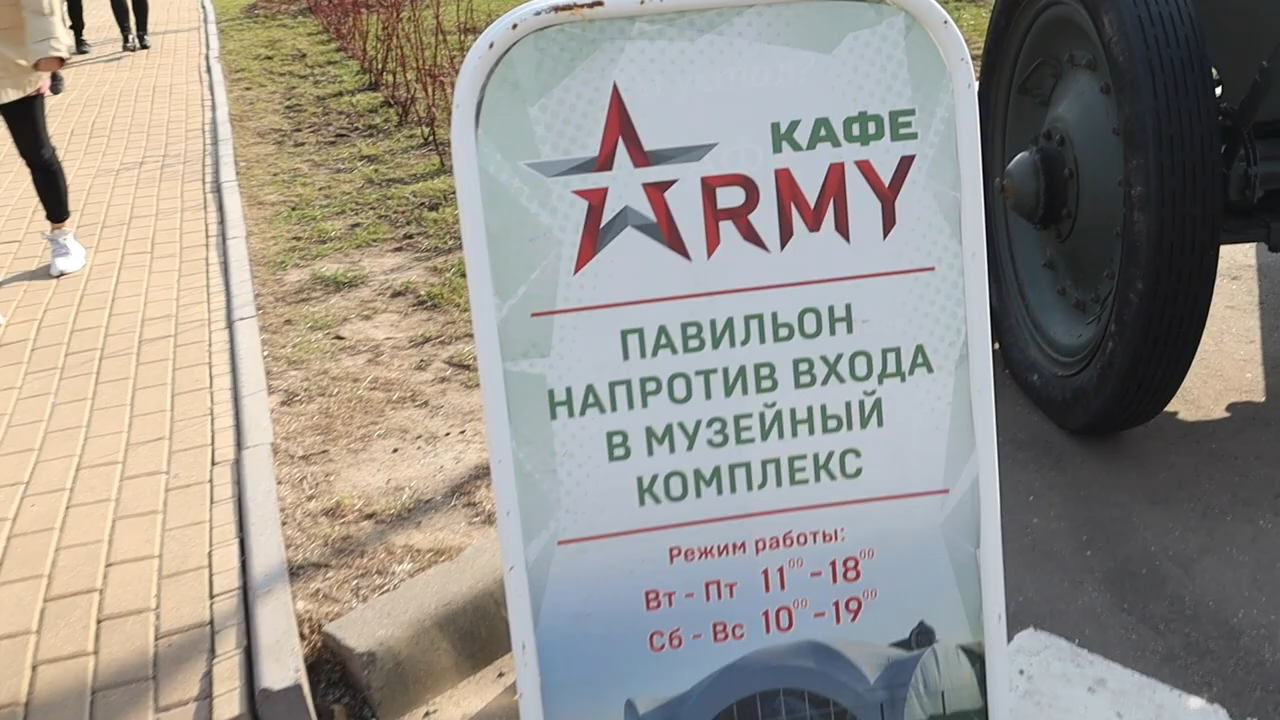 КАФЕ
ARMY
ПАВИЛЬОН
НАПРОТИВ ВХОДА
В МУЗЕЙНЫЙ
КОМПЛЕКС
Режим работы:
Вт - Пт 11⁰⁰ - 18⁰⁰
Сб - Вс 10⁰⁰ - 19⁰⁰